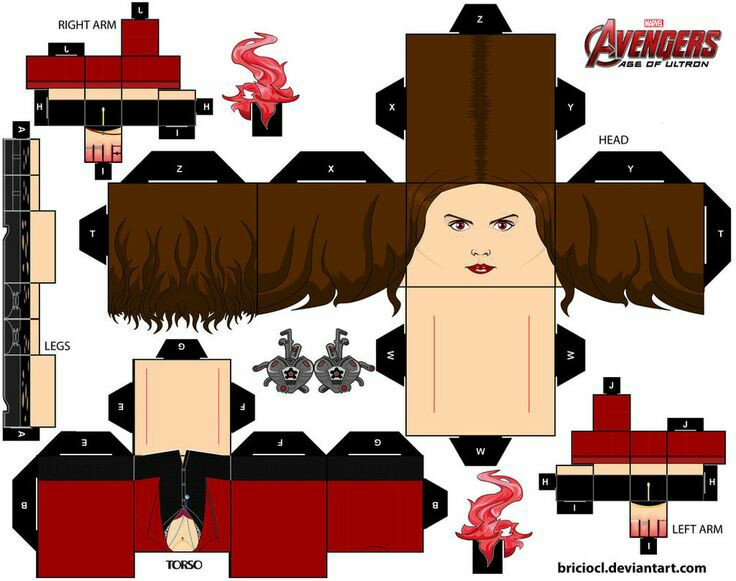 RIGHT ARM
J
J
H
H
I
I
MARVEL
AVENGERS
AGE OF ULTRON
Z
X
Y
HEAD
Z
X
Y
T
T
A
LEGS
A
W
W
W
G
E
F
E
F
G
B
B
TORSO
J
J
H
H
I
I
LEFT ARM
briciocl.deviantart.com